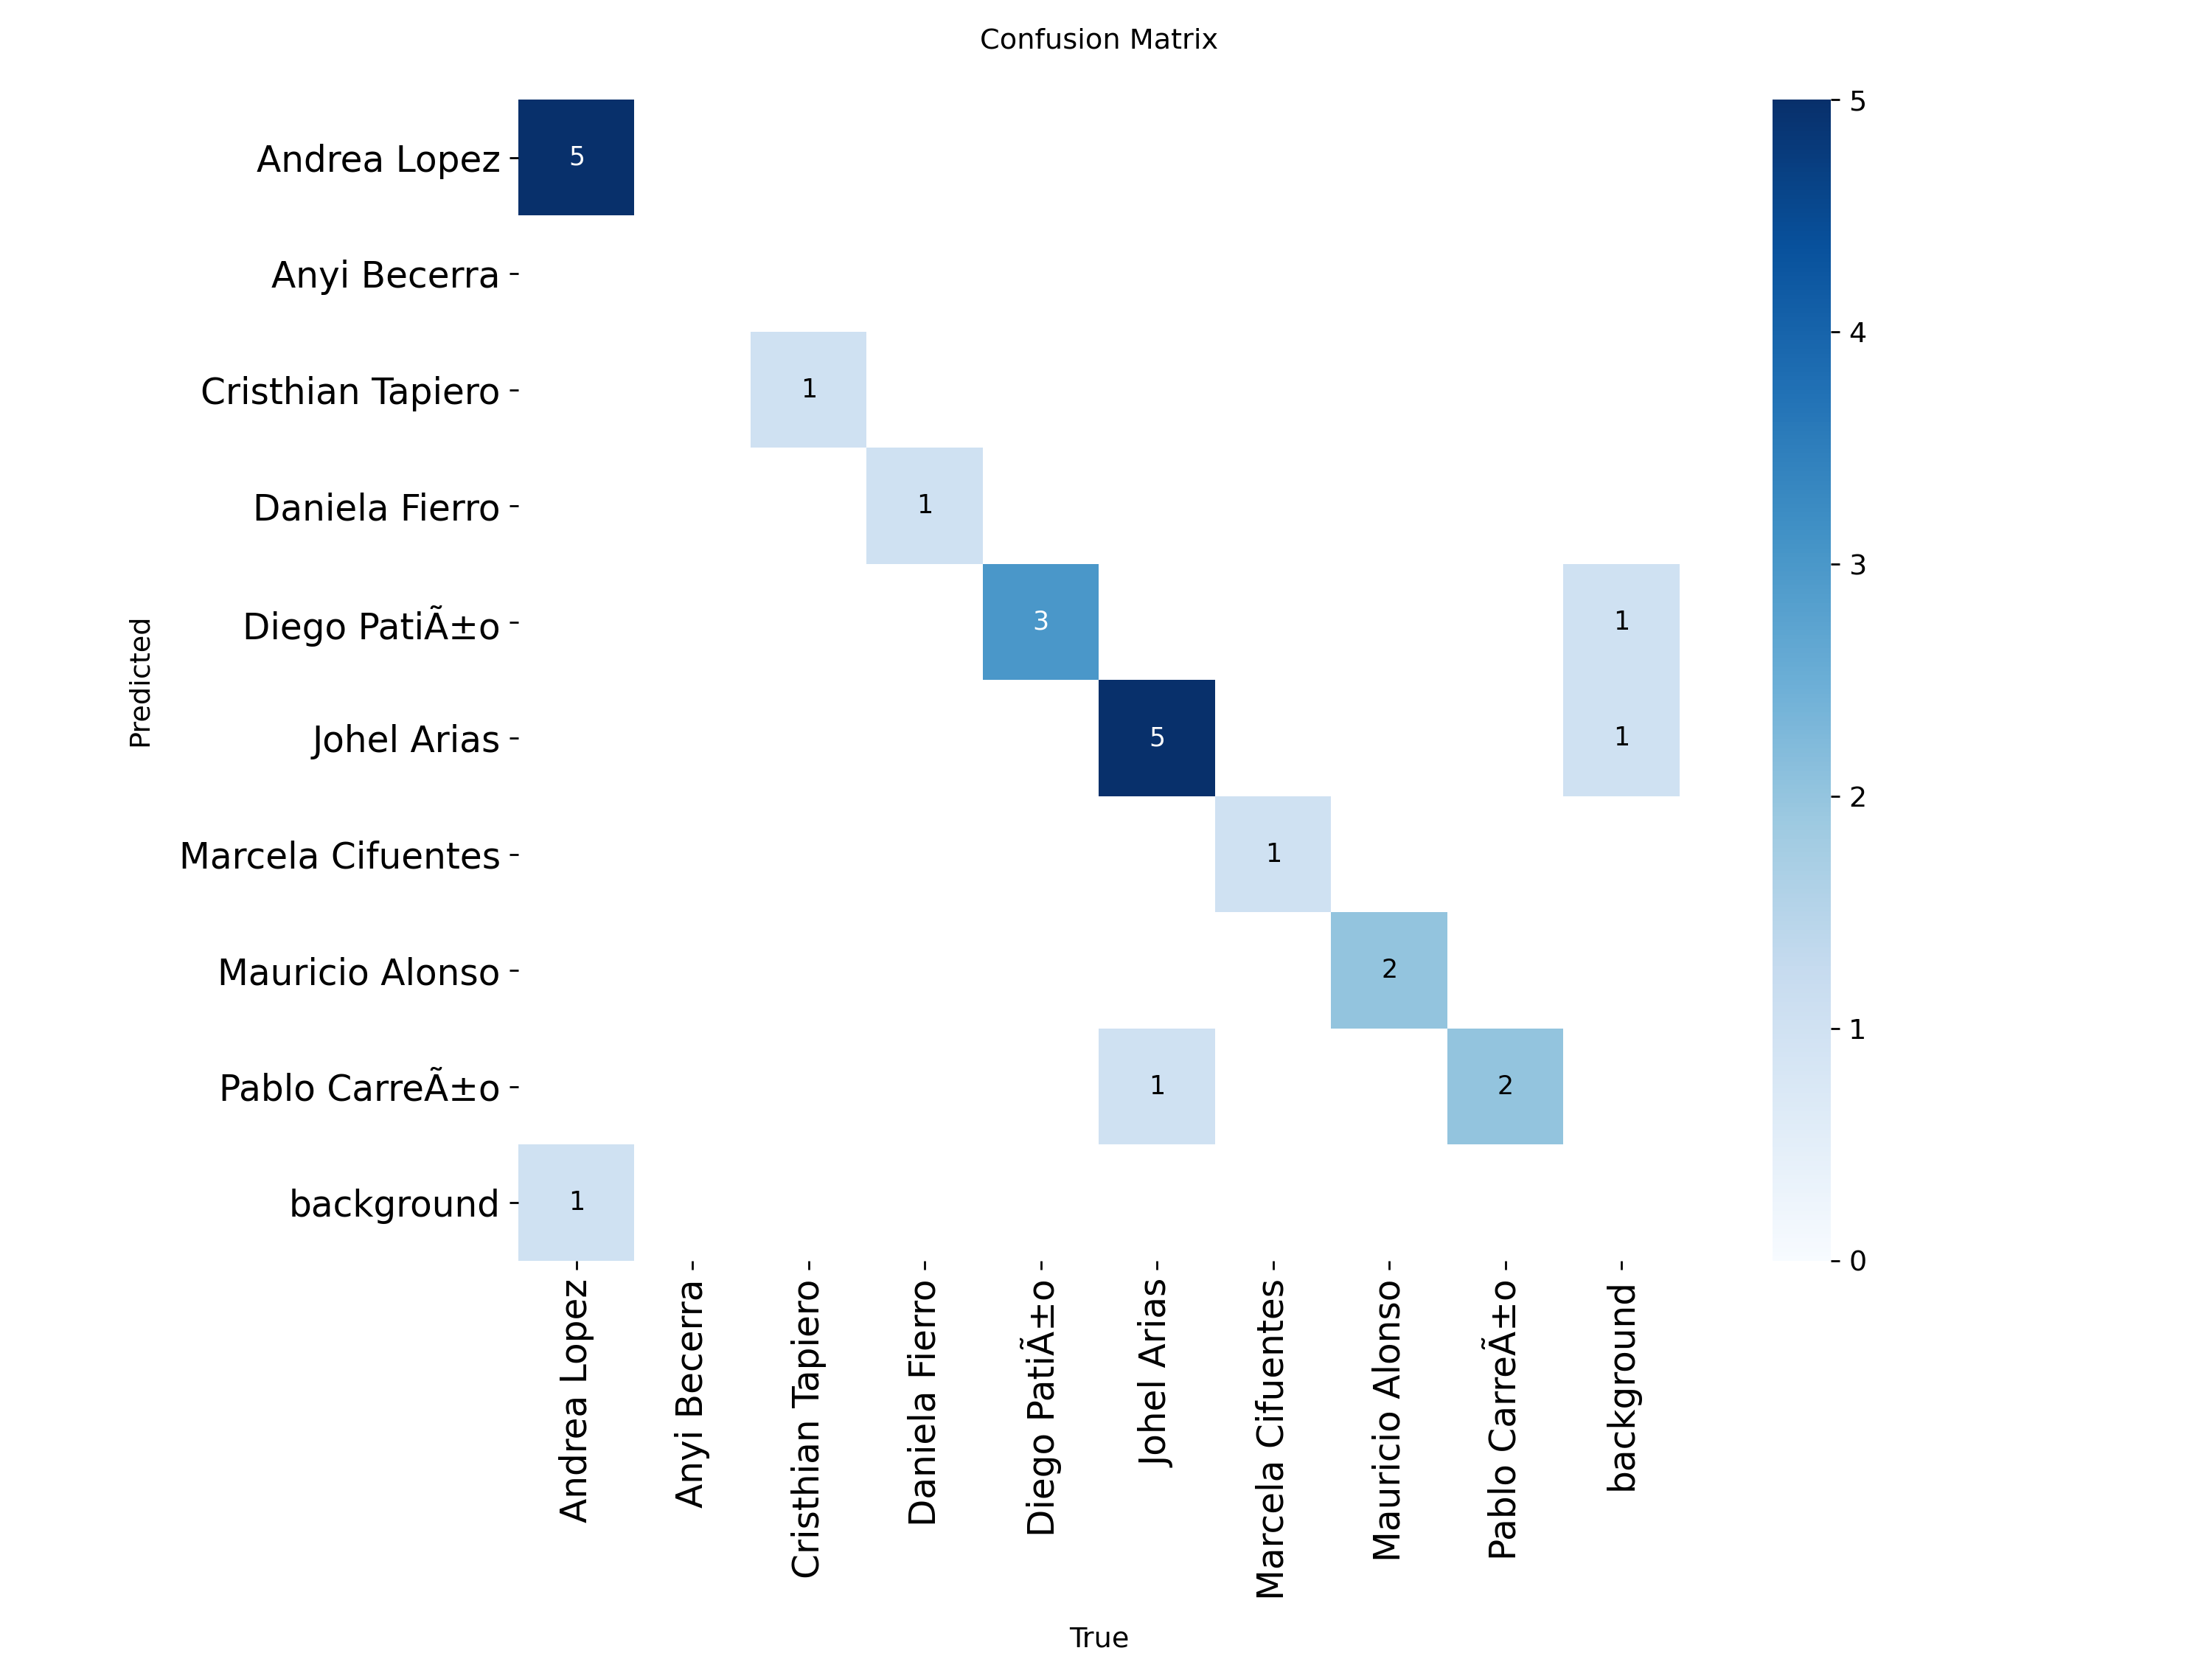 Confusion Matrix
Predicted
Andrea Lopez
5
Anyi Becerra
Cristhian Tapiero
1
Daniela Fierro
1
Diego PatiÃ±o
3
1
Johel Arias
5
1
Marcela Cifuentes
1
Mauricio Alonso
2
Pablo CarreÃ±o
1
2
background
1
Andrea Lopez
Anyi Becerra
Cristhian Tapiero
Daniela Fierro
Diego PatiÃ±o
Johel Arias
Marcela Cifuentes
Mauricio Alonso
Pablo CarreÃ±o
background
True
5
4
3
2
1
0